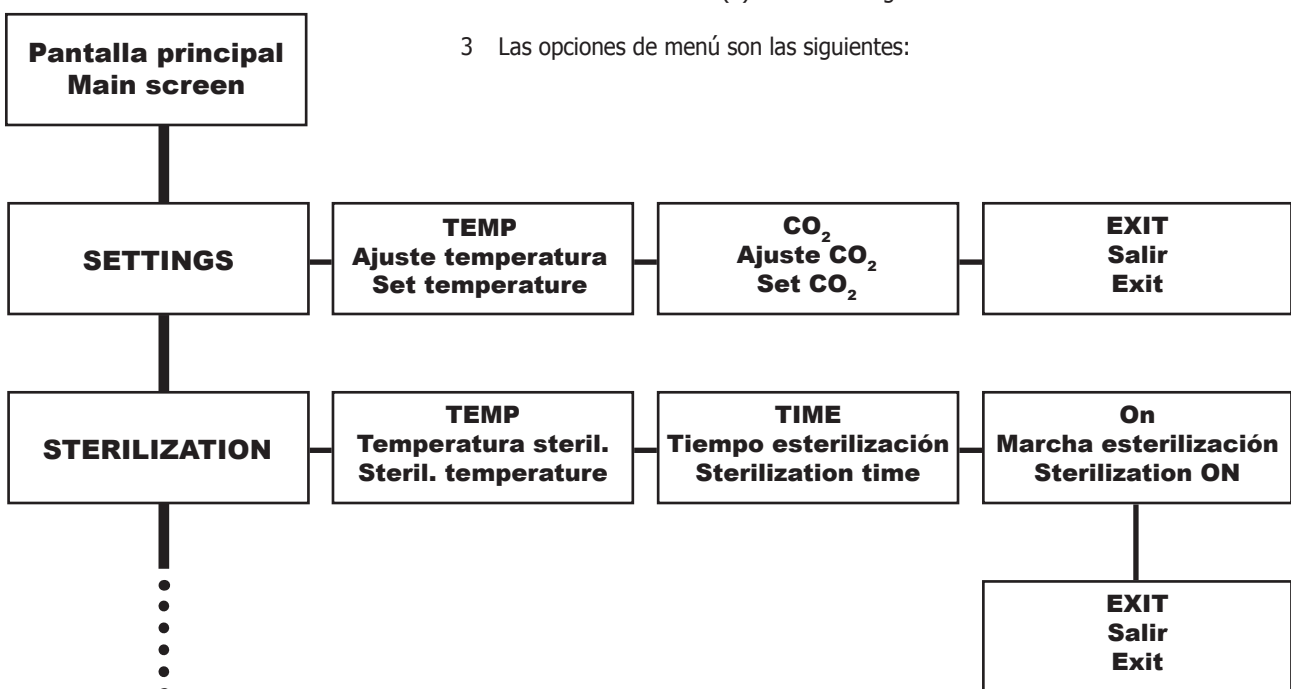 Pantalla principal
Main screen
3 Las opciones de menú son las siguientes:
SETTINGS
TEMP
Ajuste temperatura
Set temperature
CO₂
Ajuste CO₂
Set CO₂
EXIT
Salir
Exit
STERILIZATION
TEMP
Temperatura steril.
Steril. temperature
TIME
Tiempo esterilización
Sterilization time
On
Marcha esterilización
Sterilization ON
EXIT
Salir
Exit